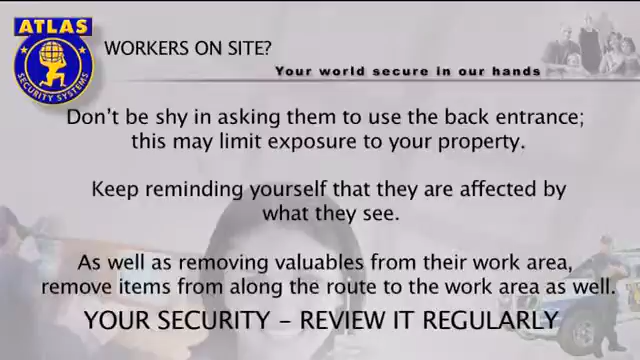 ATLAS
SECURITY SYSTEMS
WORKERS ON SITE?
Your world secure in our hands
Don't be shy in asking them to use the back entrance;
this may limit exposure to your property.
Keep reminding yourself that they are affected by
what they see.
As well as removing valuables from their work area,
remove items from along the route to the work area as well.
YOUR SECURITY – REVIEW IT REGULARLY